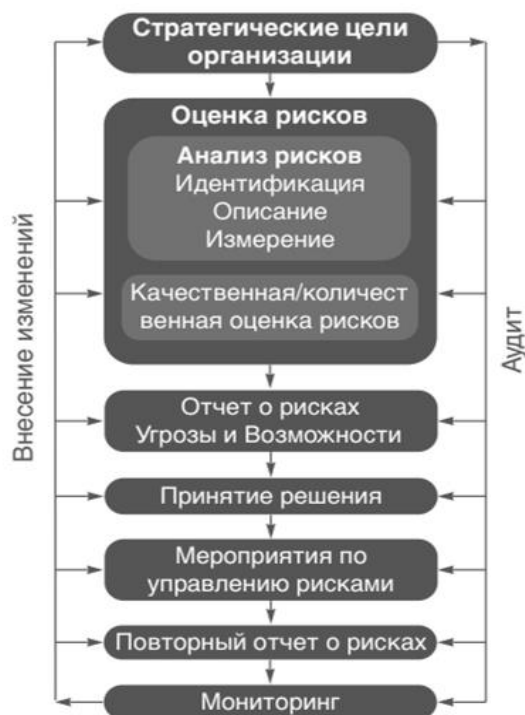 Стратегические цели
организации
Оценка рисков
Анализ рисков
Идентификация
Описание
Измерение
Качественная/количест
венная оценка рисков
Отчет о рисках
Угрозы и Возможности
Принятие решения
Мероприятия по
управлению рисками
Повторный отчет о рисках
Мониторинг
Внесение изменений
Аудит